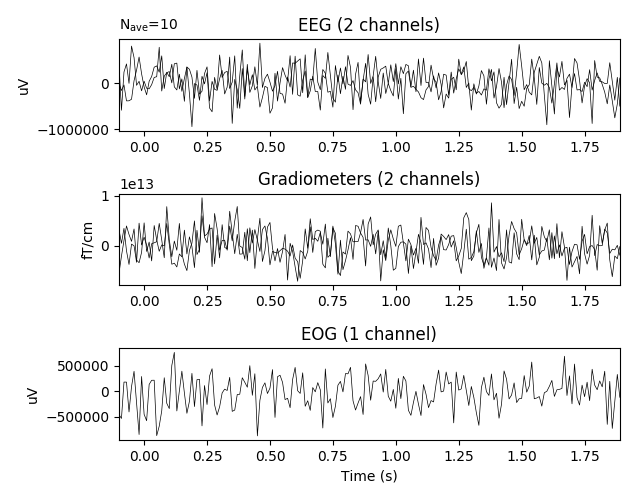 N_ave=10
EEG (2 channels)
uV
0
−1000000
0.00 0.25 0.50 0.75 1.00 1.25 1.50 1.75
1e13
Gradiometers (2 channels)
fT/cm
1
0
0.00 0.25 0.50 0.75 1.00 1.25 1.50 1.75
EOG (1 channel)
uV
500000
0
−500000
0.00 0.25 0.50 0.75 1.00 1.25 1.50 1.75
Time (s)